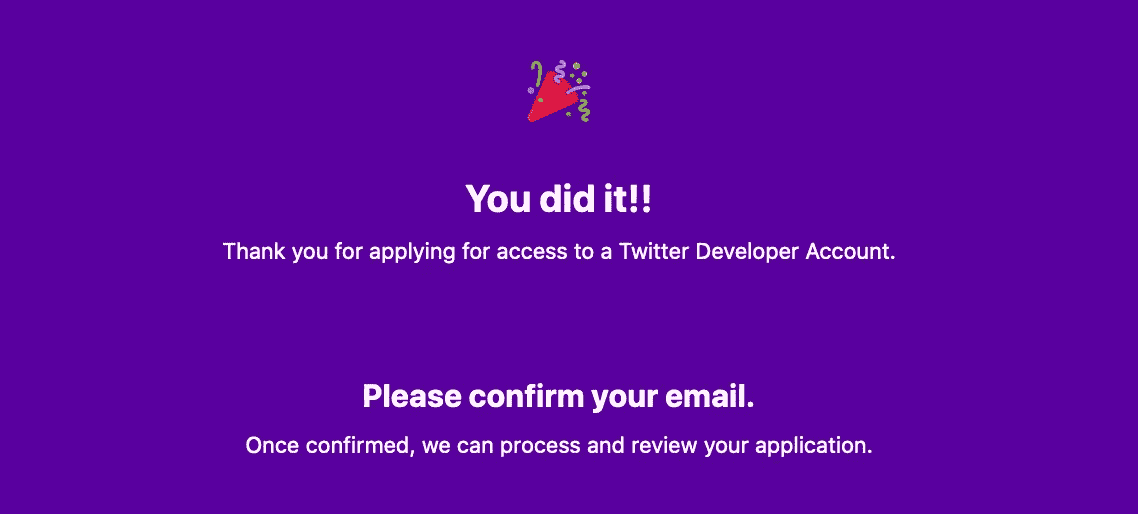 You did it!!
Thank you for applying for access to a Twitter Developer Account.
Please confirm your email.
Once confirmed, we can process and review your application.